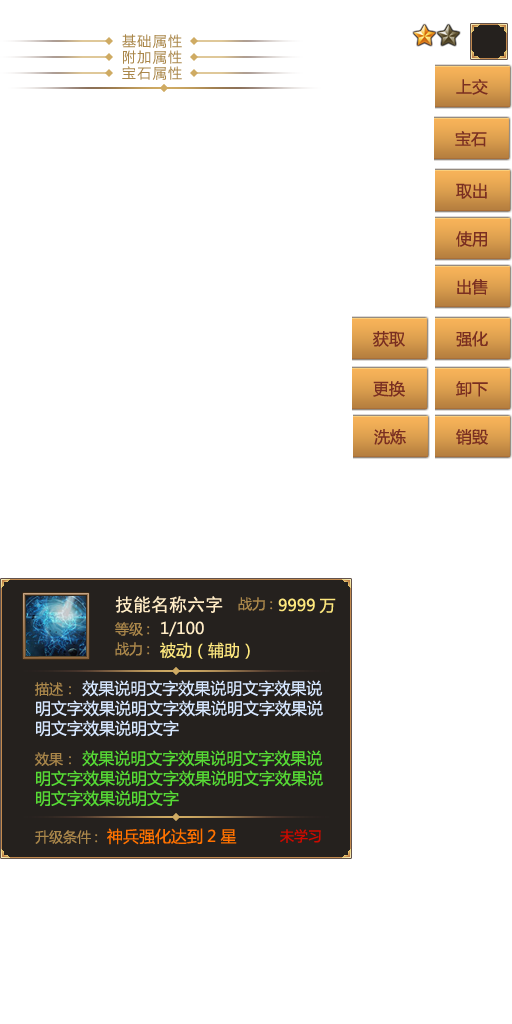 基础属性
附加属性
宝石属性
上交
宝石
取出
使用
出售
获取 强化
更换 卸下
洗炼 销毁
技能名称六字 战力：9999 万
等级： 1/100
战力： 被动（辅助）
描述： 效果说明文字效果说明文字效果说
明文字效果说明文字效果说明文字效果说
明文字效果说明文字
效果： 效果说明文字效果说明文字效果说
明文字效果说明文字效果说明文字效果说
明文字效果说明文字
升级条件： 神兵强化达到 2 星 未学习